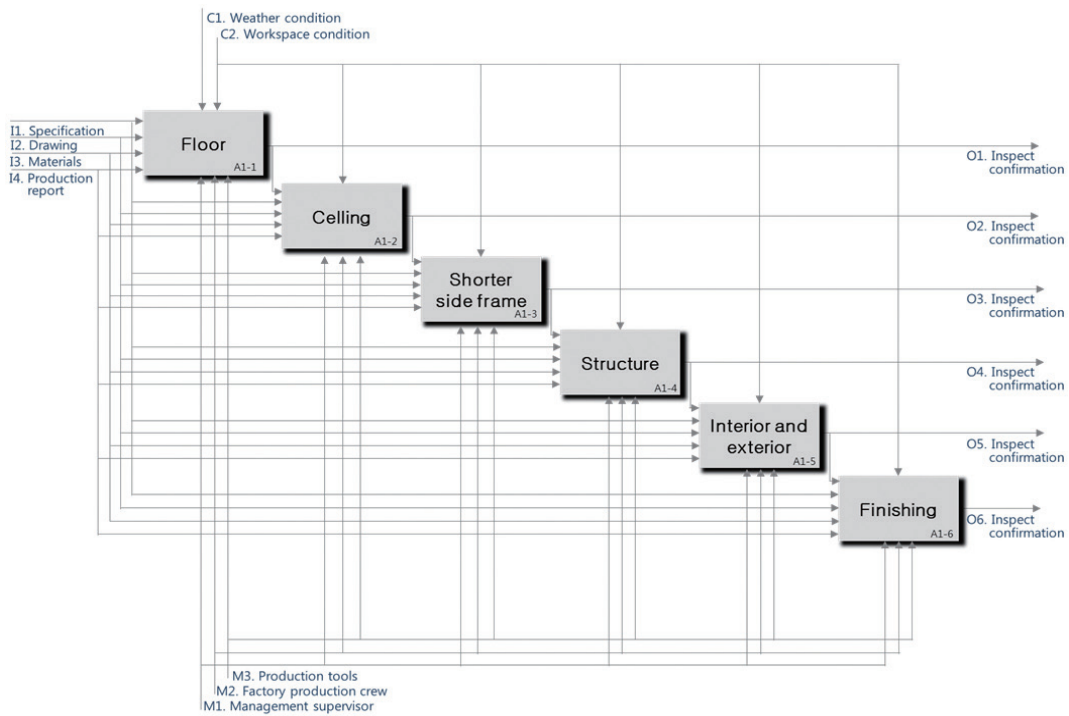 C1. Weather condition
C2. Workspace condition
I1. Specification
I2. Drawing
I3. Materials
I4. Production
report
Floor
A1-1
O1. Inspect
confirmation
Celling
A1-2
O2. Inspect
confirmation
Shorter
side frame
A1-3
O3. Inspect
confirmation
Structure
A1-4
O4. Inspect
confirmation
Interior and
exterior
A1-5
O5. Inspect
confirmation
Finishing
A1-6
O6. Inspect
confirmation
M3. Production tools
M2. Factory production crew
M1. Management supervisor